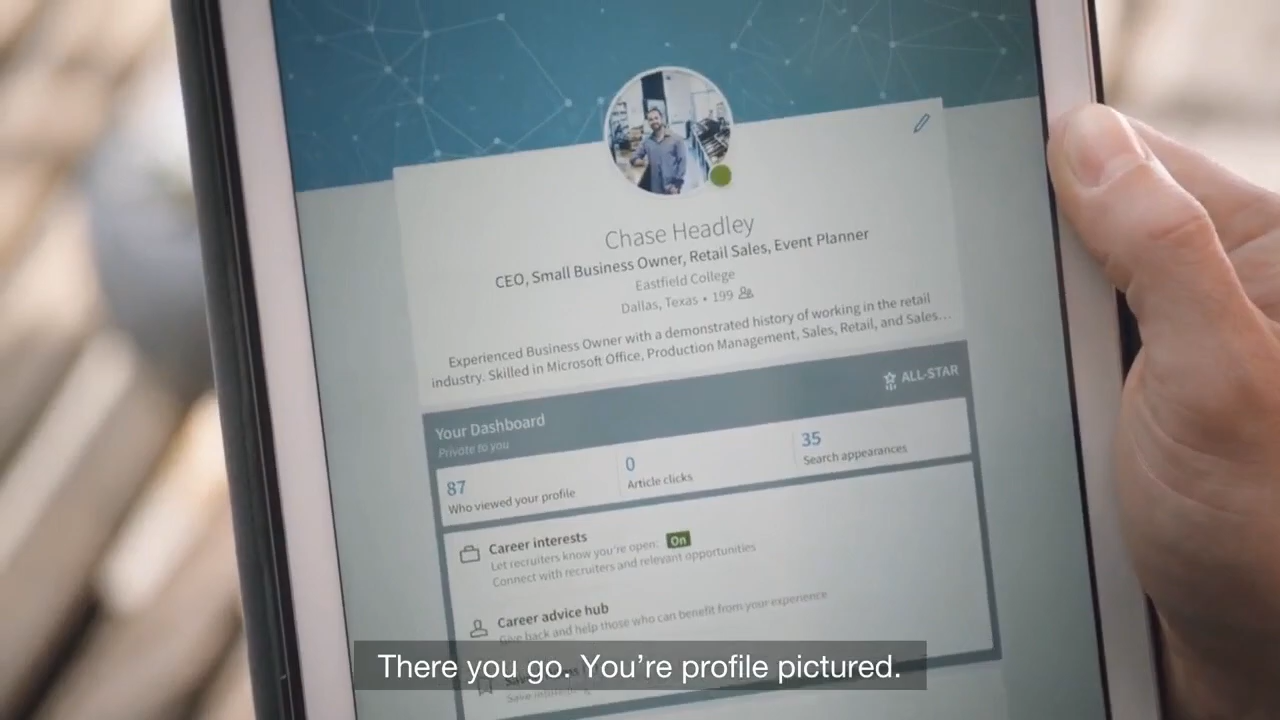 Chase Headley
CEO, Small Business Owner, Retail Sales, Event Planner
Eastfield College
Dallas, Texas • 199
Experienced Business Owner with a demonstrated history of working in the retail
industry. Skilled in Microsoft Office, Production Management, Sales, Retail, and Sales...
ALL-STAR
Your Dashboard
Private to you
87
Who viewed your profile
0
Article clicks
35
Search appearances
Career interests
Let recruiters know you're open: On
Connect with recruiters and relevant opportunities
Career advice hub
Give back and help those who can benefit from your experience
There you go. You're profile pictured.